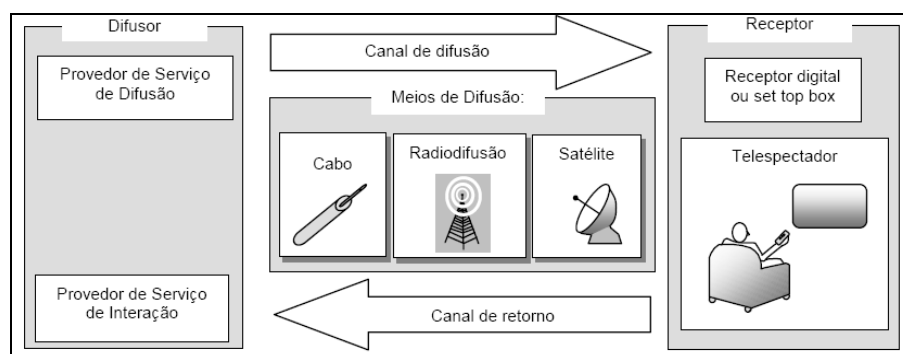 Difusor
Provedor de Serviço
de Difusão
Provedor de Serviço
de Interação
Canal de difusão
Meios de Difusão:
Cabo
Radiodifusão
Satélite
Canal de retorno
Receptor
Receptor digital
ou set top box
Telespectador